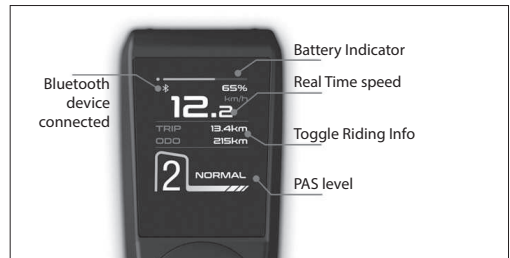 Battery Indicator
Real Time speed
Bluetooth
device
connected
65%
km/h
12.2
TRIP 13.4km
ODO 215km
Toggle Riding Info
2 NORMAL
PAS level